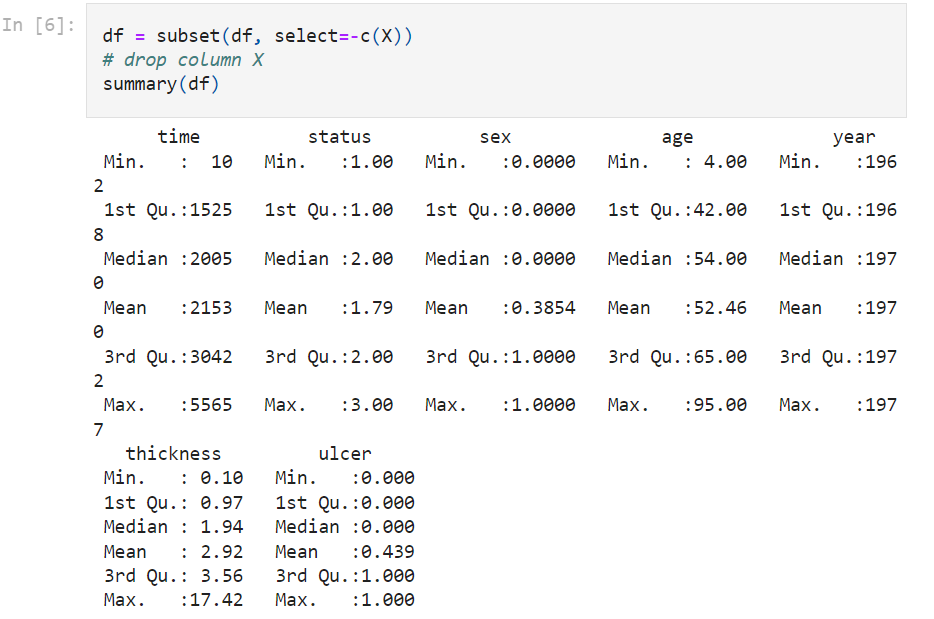 In [6]:
df = subset(df, select=-c(X))
# drop column X
summary(df)
time status sex age year
Min. : 10 Min. :1.00 Min. :0.0000 Min. : 4.00 Min. :196
2
1st Qu.:1525 1st Qu.:1.00 1st Qu.:0.0000 1st Qu.:42.00 1st Qu.:196
8
Median :2005 Median :2.00 Median :0.0000 Median :54.00 Median :197
0
Mean :2153 Mean :1.79 Mean :0.3854 Mean :52.46 Mean :197
0
3rd Qu.:3042 3rd Qu.:2.00 3rd Qu.:1.0000 3rd Qu.:65.00 3rd Qu.:197
2
Max. :5565 Max. :3.00 Max. :1.0000 Max. :95.00 Max. :197
7
thickness ulcer
Min. : 0.10 Min. :0.000
1st Qu.: 0.97 1st Qu.:0.000
Median : 1.94 Median :0.000
Mean : 2.92 Mean :0.439
3rd Qu.: 3.56 3rd Qu.:1.000
Max. :17.42 Max. :1.000